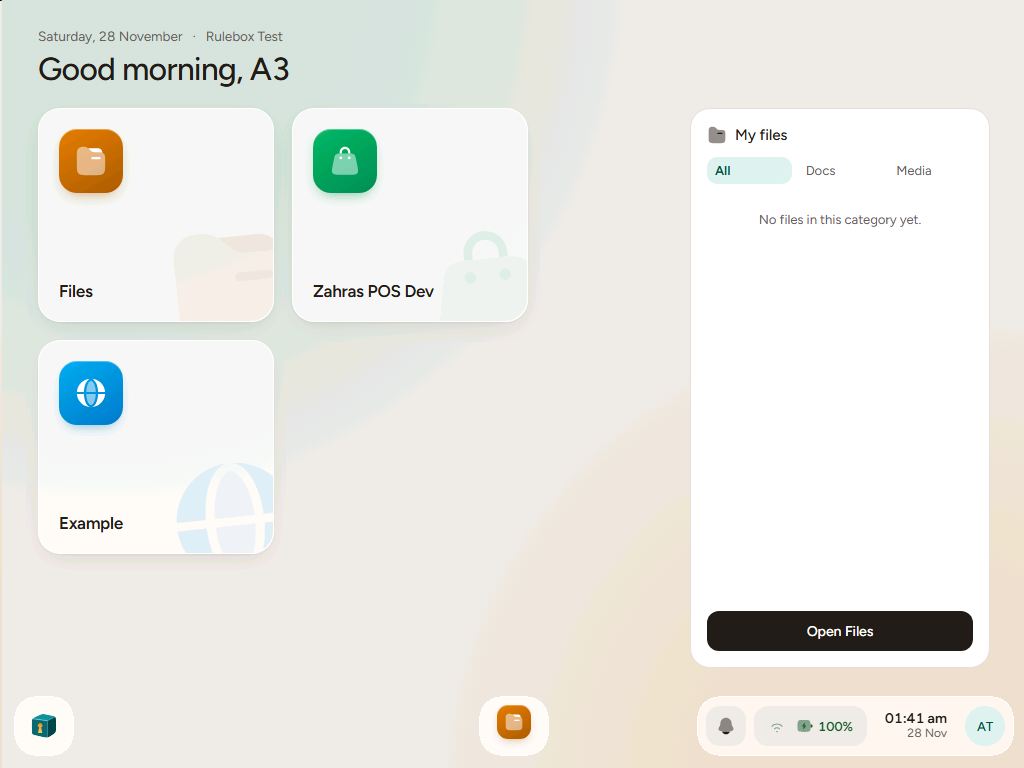 Saturday, 28 November · Rulebox Test
Good morning, A3
Files
Zahras POS Dev
Example
My files
All Docs Media
No files in this category yet.
Open Files
100%
01:41 am
28 Nov
AT